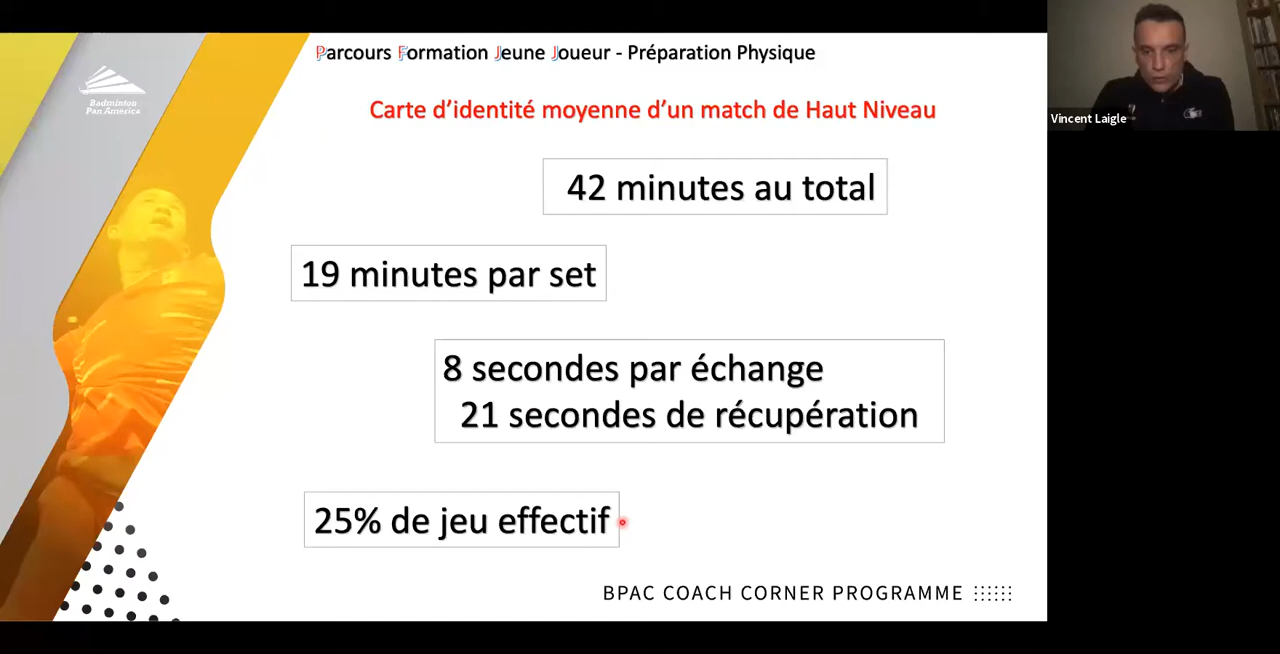 Parcours Formation Jeune Joueur - Préparation Physique
Badminton
Pan America
Carte d'identité moyenne d'un match de Haut Niveau
Vincent Laigle
42 minutes au total
19 minutes par set
8 secondes par échange
21 secondes de récupération
25% de jeu effectif
BPAC COACH CORNER PROGRAMME